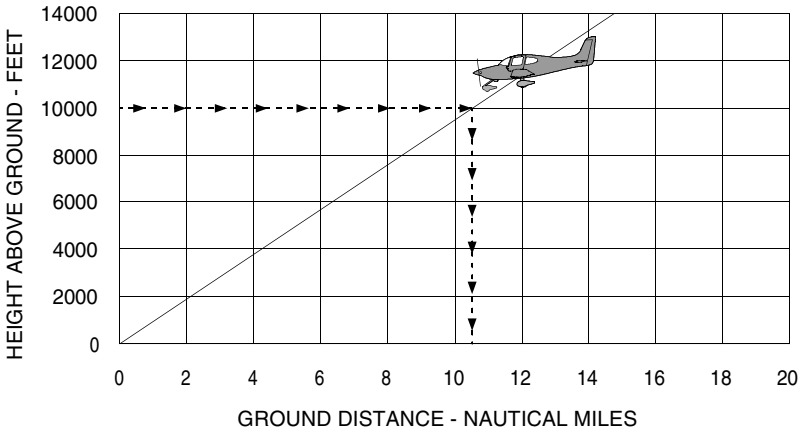 HEIGHT ABOVE GROUND - FEET
14000
12000
10000
8000
6000
4000
2000
0
0 2 4 6 8 10 12 14 16 18 20
GROUND DISTANCE - NAUTICAL MILES